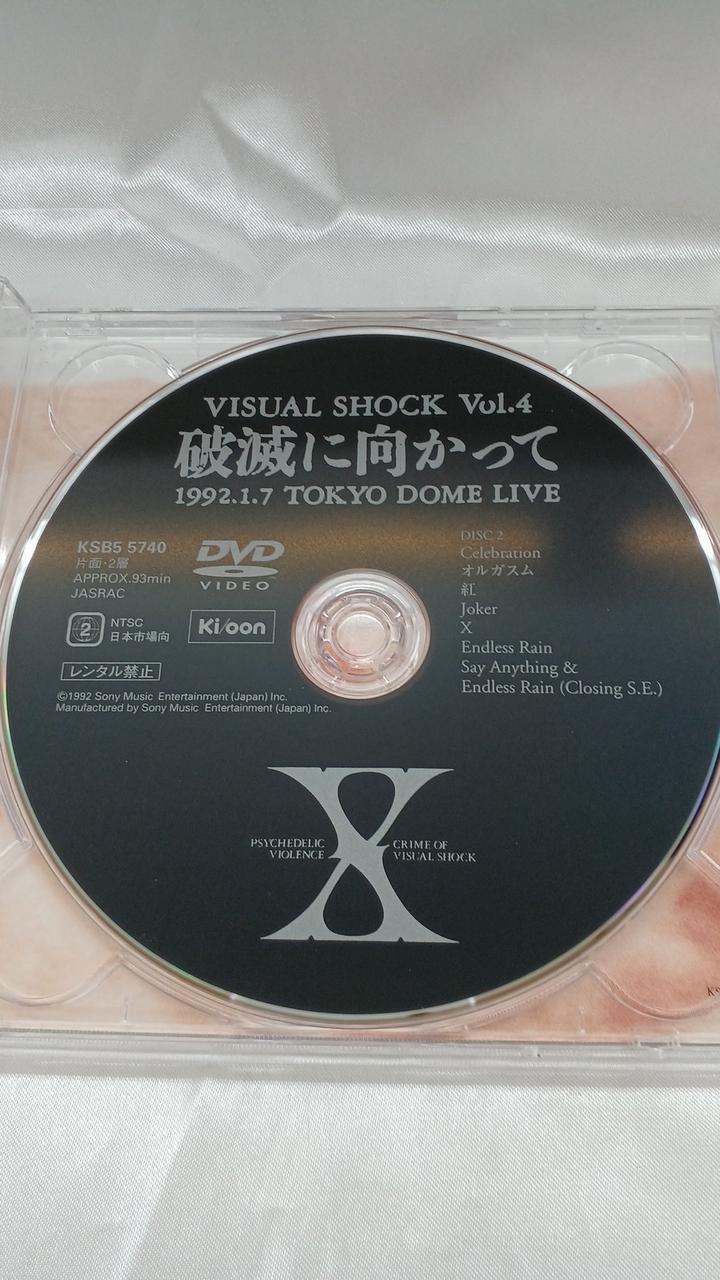 VISUAL SHOCK Vol.4
破滅に向かって
1992.1.7 TOKYO DOME LIVE
KSB5 5740
片面・2層
APPROX.93min
JASRAC
DVD
VIDEO
2
NTSC
日本市場向
Ki/oon
レンタル禁止
©1992 Sony Music Entertainment (Japan) Inc.
Manufactured by Sony Music Entertainment (Japan) Inc.
DISC 2
Celebration
オルガスム
紅
Joker
X
Endless Rain
Say Anything &
Endless Rain (Closing S.E.)
X
PSYCHEDELIC
VIOLENCE
CRIME OF
VISUAL SHOCK